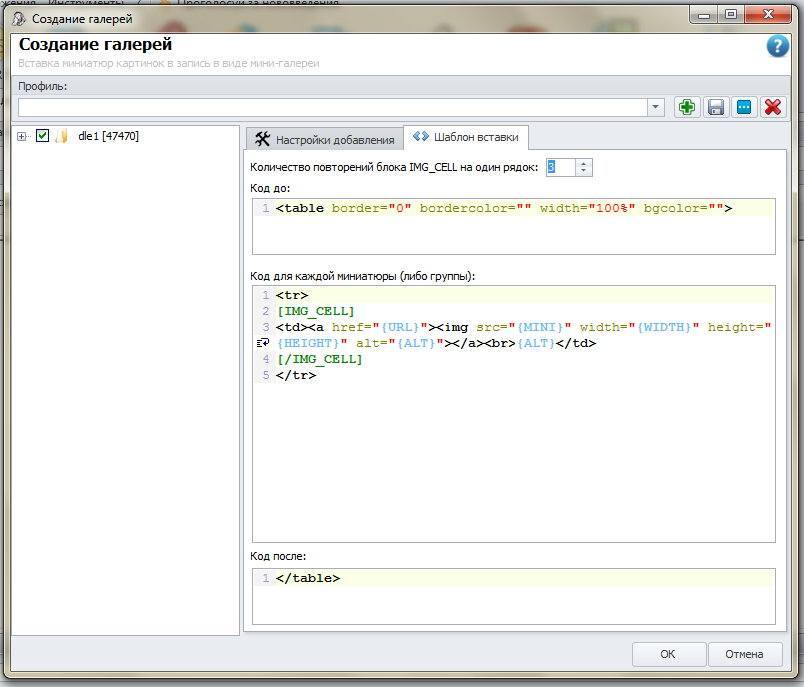 Создание галерей
Создание галерей
Вставка миниатюр картинок в запись в виде мини-галереи
?
Профиль:
dle1 [47470]
Настройки добавления
Шаблон вставки
Количество повторений блока IMG_CELL на один рядок: 3
Код до:
1 <table border="0" bordercolor="" width="100%" bgcolor="">
Код для каждой миниатюры (либо группы):
1 <tr>
2 [IMG_CELL]
3 <td><a href="{URL}"><img src="{MINI}" width="{WIDTH}" height="
{HEIGHT}" alt="{ALT}"></a><br>{ALT}</td>
4 [/IMG_CELL]
5 </tr>
Код после:
1 </table>
OK
Отмена